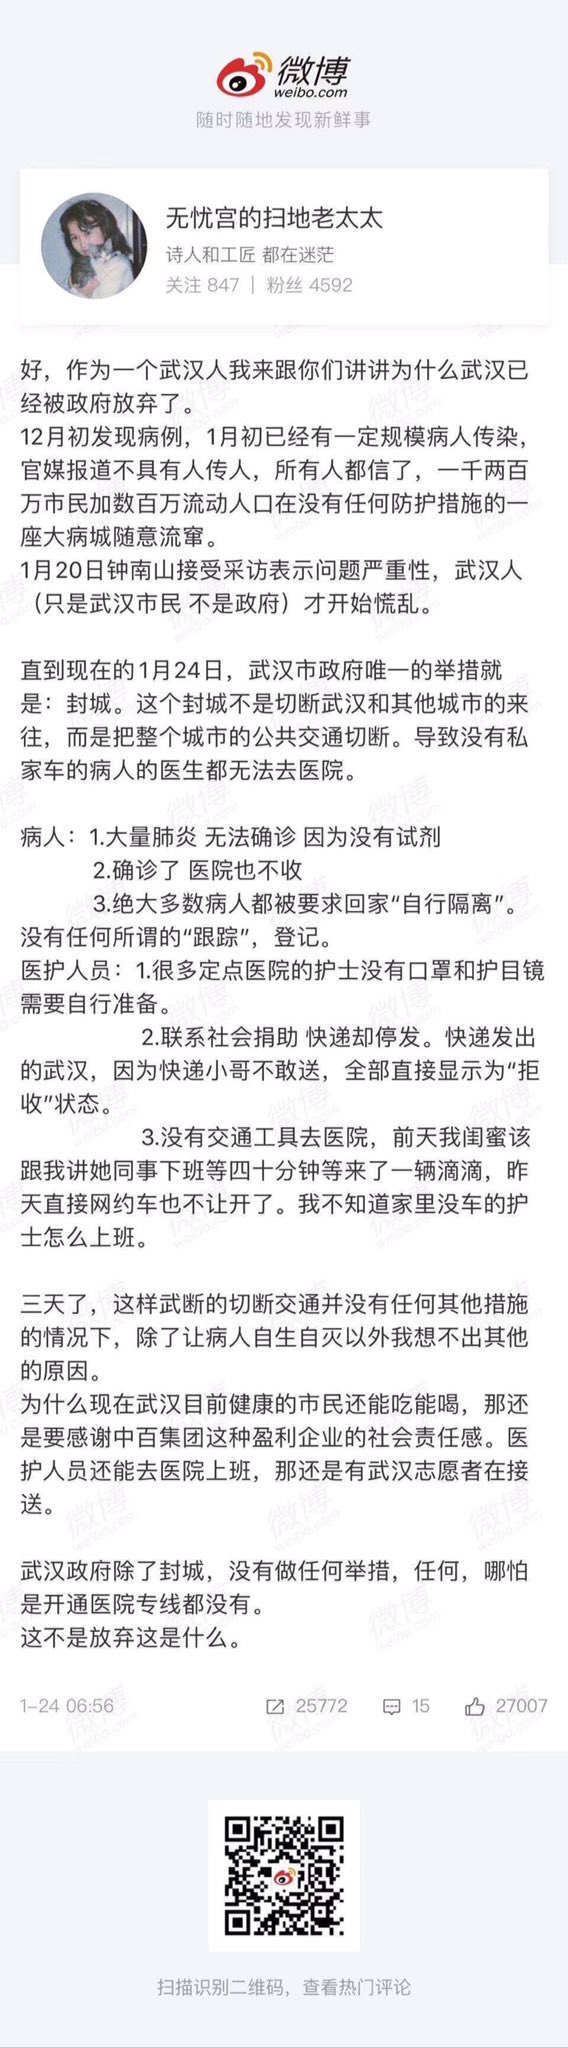 微博
weibo.com
随时随地发现新鲜事
无忧宫的扫地老太太
诗人和工匠 都在迷茫
关注 847 | 粉丝 4592
好，作为一个武汉人我来跟你们讲讲为什么武汉已
经被政府放弃了。
12月初发现病例，1月初已经有一定规模病人传染，
官媒报道不具有人传人，所有人都信了，一千两百
万市民加数百万流动人口在没有任何防护措施的一
座大病城随意流窜。
1月20日钟南山接受采访表示问题严重性，武汉人
（只是武汉市民 不是政府）才开始慌乱。
直到现在的1月24日，武汉市政府唯一的举措就
是：封城。这个封城不是切断武汉和其他城市的来
往，而是把整个城市的公共交通切断。导致没有私
家车的病人的医生都无法去医院。
病人：1.大量肺炎 无法确诊 因为没有试剂
2.确诊了 医院也不收
3.绝大多数病人都被要求回家“自行隔离”。
没有任何所谓的“跟踪”，登记。
医护人员：1.很多定点医院的护士没有口罩和护目镜
需要自行准备。
2.联系社会捐助 快递却停发。快递发出
的武汉，因为快递小哥不敢送，全部直接显示为“拒
收”状态。
3.没有交通工具去医院，前天我闺蜜该
跟我讲她同事下班等四十分钟等来了一辆滴滴，昨
天直接网约车也不让开了。我不知道家里没车的护
士怎么上班。
三天了，这样武断的切断交通并没有任何其他措施
的情况下，除了让病人自生自灭以外我想不出其他
的原因。
为什么现在武汉目前健康的市民还能吃能喝，那还
是要感谢中百集团这种盈利企业的社会责任感。医
护人员还能去医院上班，那还是有武汉志愿者在接
送。
武汉政府除了封城，没有做任何举措，任何，哪怕
是开通医院专线都没有。
这不是放弃这是什么。
1-24 06:56 25772 15 27007
扫描识别二维码，查看热门评论